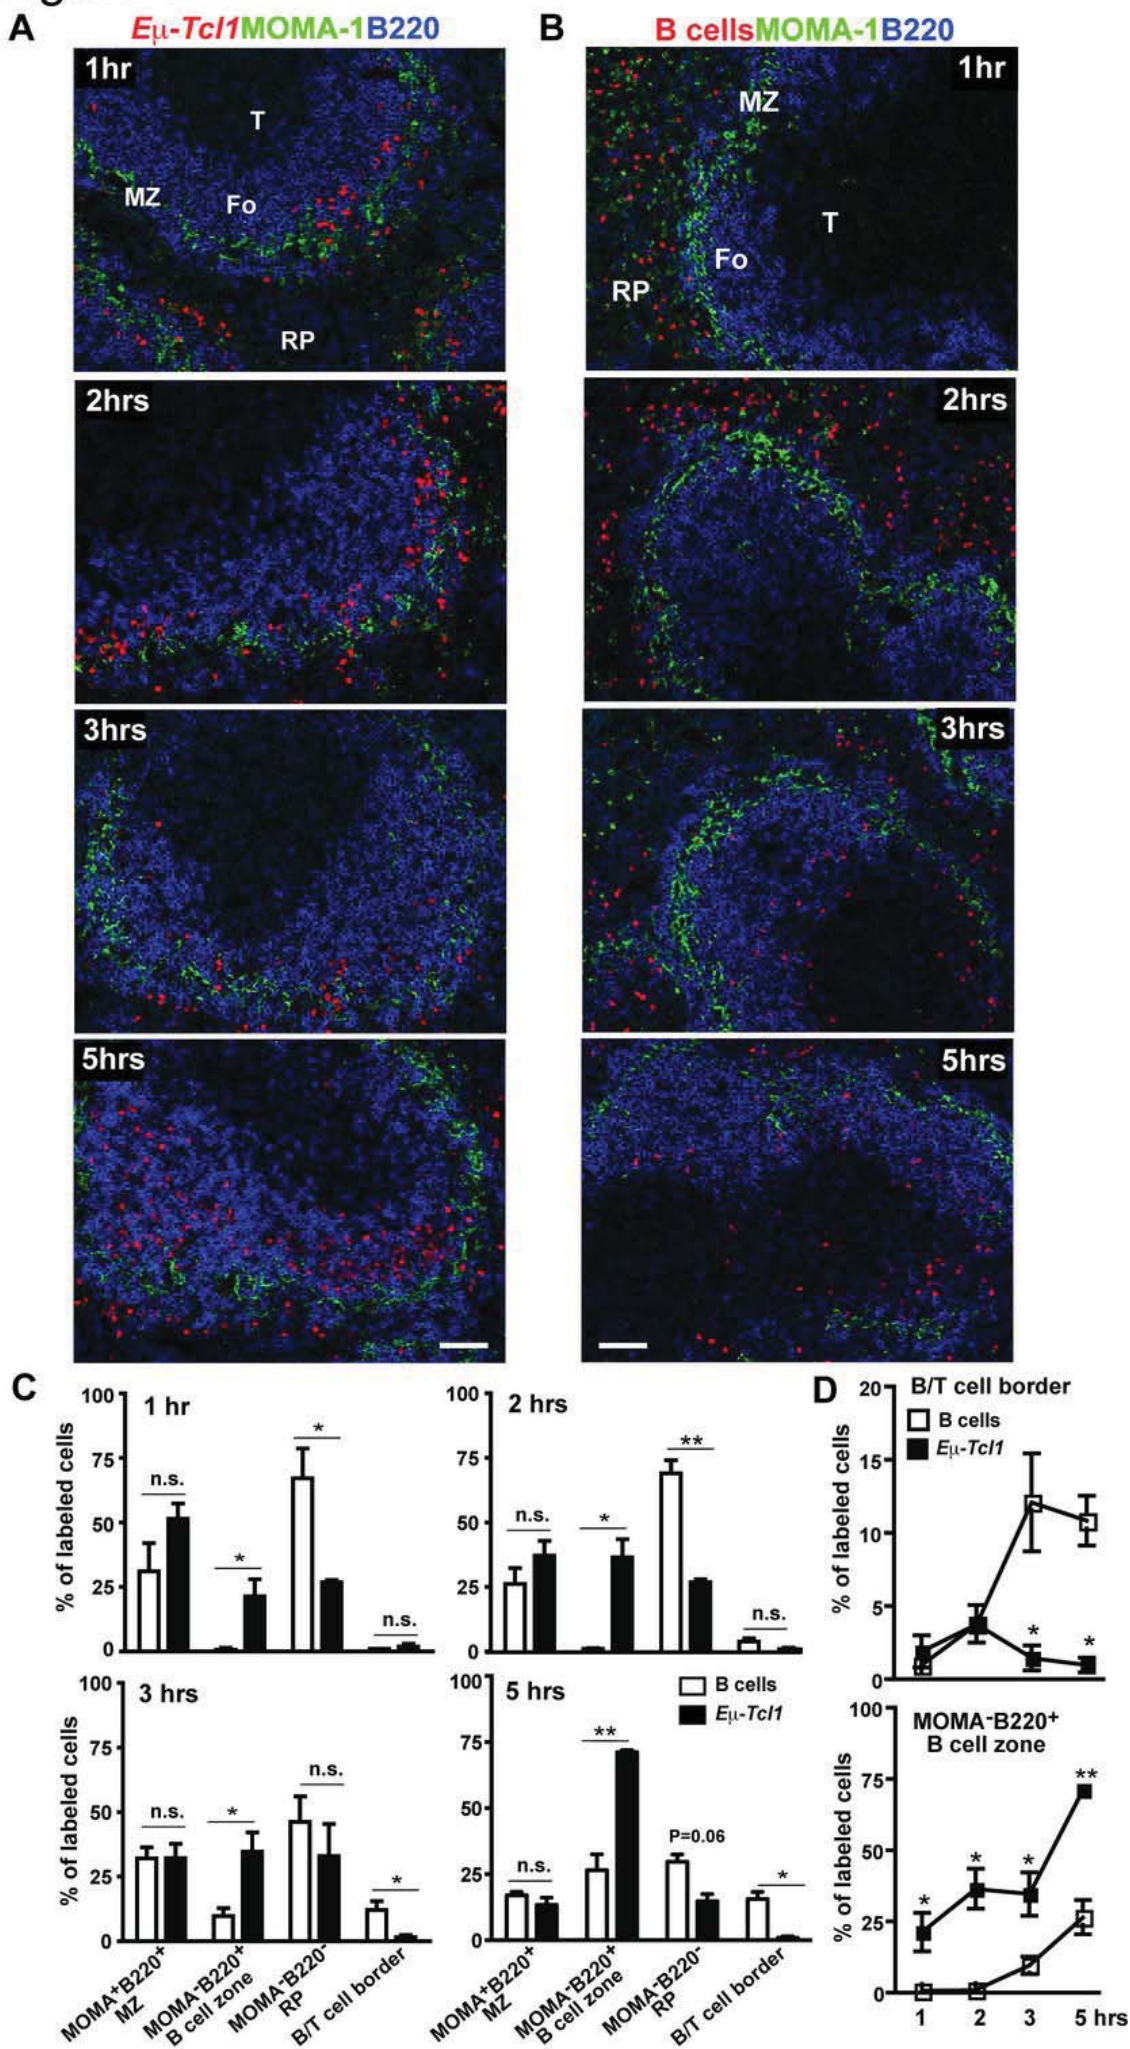 A Eμ-Tcl1MOMA-1B220
1hr
T
MZ
Fo
RP
2hrs
3hrs
5hrs
B B cellsMOMA-1B220
1hr
MZ
T
Fo
RP
2hrs
3hrs
5hrs
C
% of labeled cells
100
75
50
25
0
1 hr
n.s.
*
*
n.s.
100
75
50
25
0
2 hrs
n.s.
*
**
n.s.
% of labeled cells
100
75
50
25
0
3 hrs
n.s.
*
n.s.
*
MOMA+B220+
MZ
MOMA-B220+
B cell zone
MOMA-B220-
RP
B/T cell border
100
75
50
25
0
5 hrs
B cells
Eμ-Tcl1
n.s.
**
P=0.06
*
MOMA+B220+
MZ
MOMA-B220+
B cell zone
MOMA-B220-
RP
B/T cell border
D
B/T cell border
B cells
Eμ-Tcl1
% of labeled cells
20
15
10
5
0
*
*
MOMA-B220+
B cell zone
% of labeled cells
100
75
50
25
0
*
*
*
**
1 2 3 5 hrs